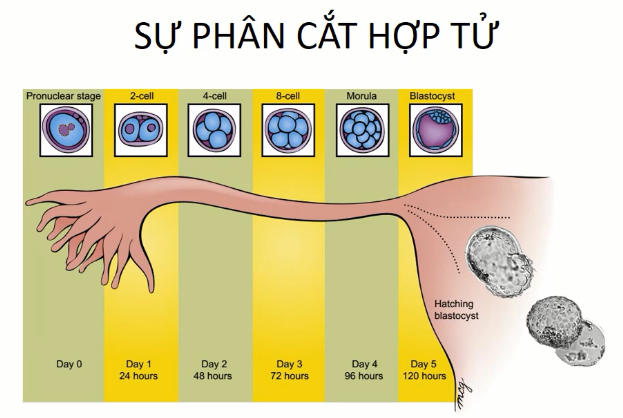 SỰ PHÂN CẮT HỢP TỬ
Pronuclear stage
2-cell
4-cell
8-cell
Morula
Blastocyst
Hatching
blastocyst
Day 0
Day 1
24 hours
Day 2
48 hours
Day 3
72 hours
Day 4
96 hours
Day 5
120 hours
mcg